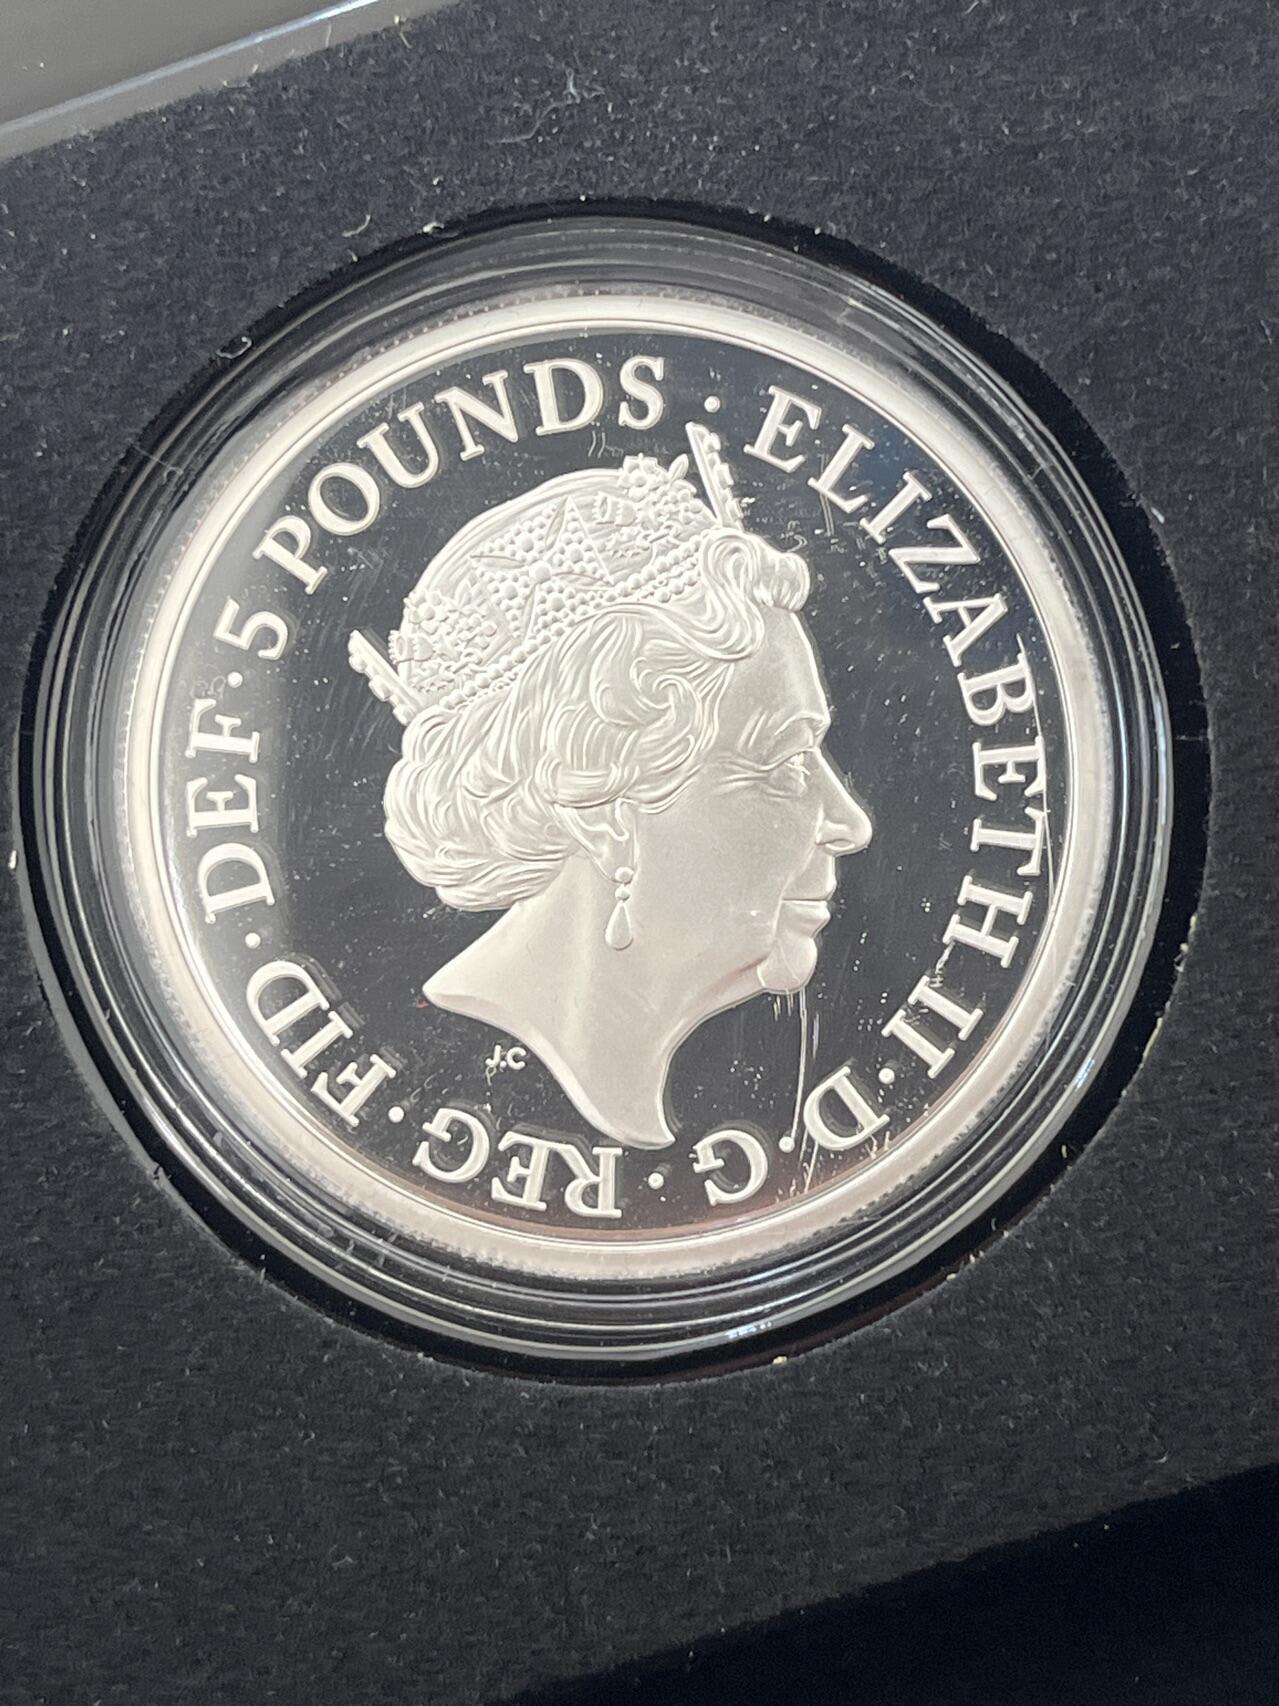 ELIZABETH II · D · G · REG · FID · DEF · 5 POUNDS ·
J.C